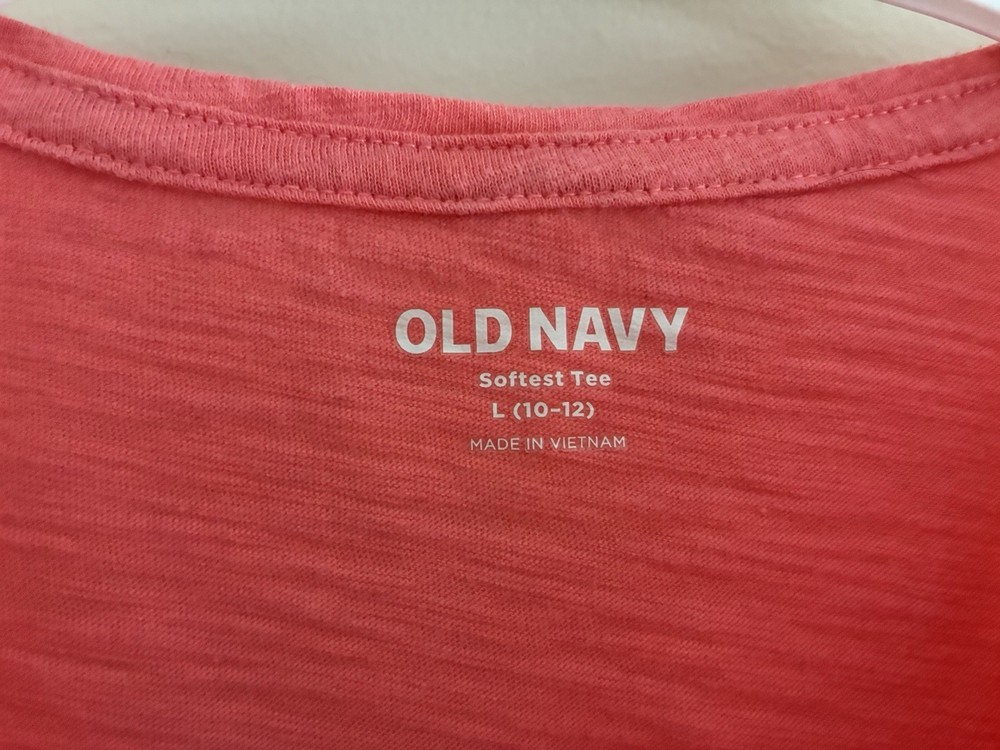 OLD NAVY
Softest Tee
L (10-12)
MADE IN VIETNAM